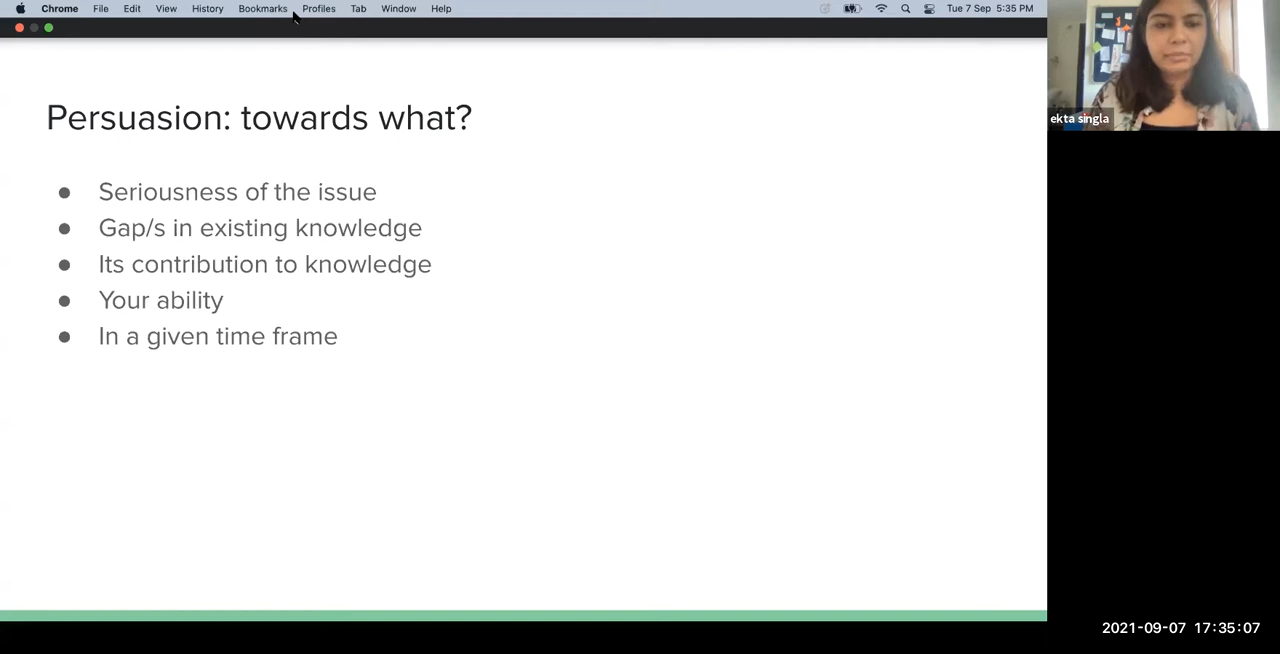 Chrome File Edit View History Bookmarks Profiles Tab Window Help Tue 7 Sep 5:35 PM
ekta singla
Persuasion: towards what?
● Seriousness of the issue
● Gap/s in existing knowledge
● Its contribution to knowledge
● Your ability
● In a given time frame
2021-09-07 17:35:07